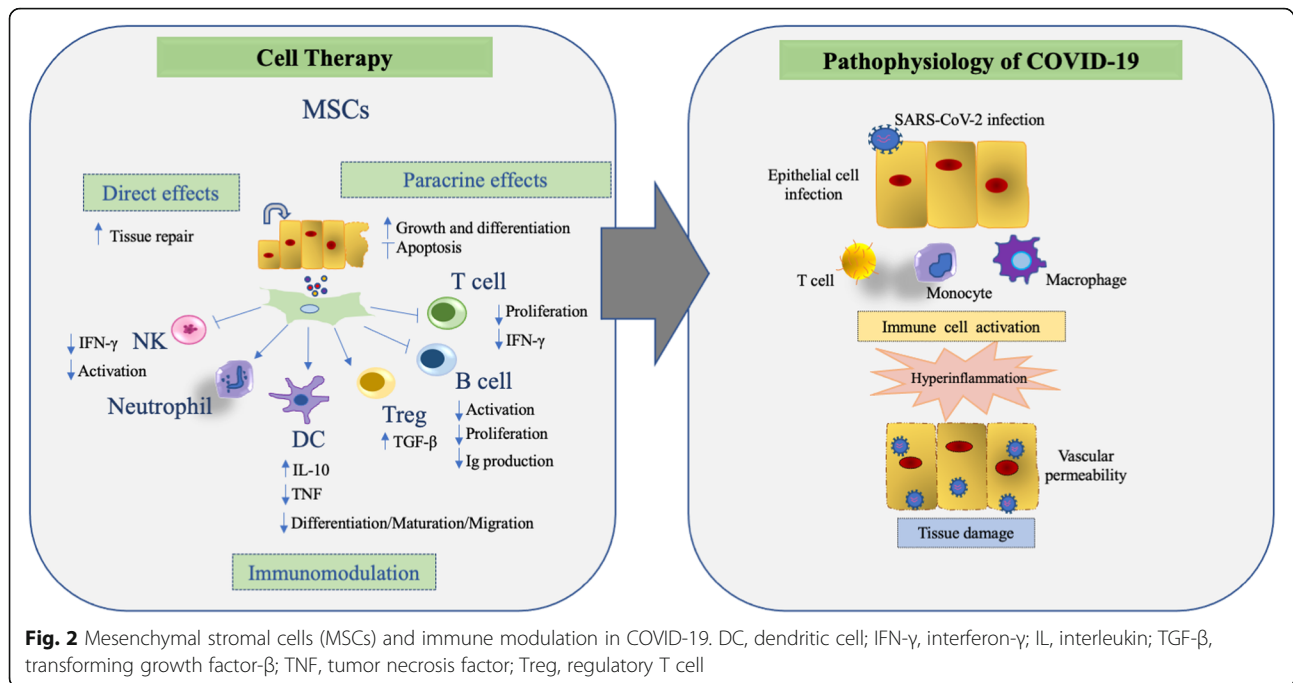 Cell Therapy
MSCs
Direct effects
↑ Tissue repair
Paracrine effects
↑ Growth and differentiation
⊤ Apoptosis
NK
↓ IFN-γ
↓ Activation
Neutrophil
DC
↑ IL-10
↓ TNF
↓ Differentiation/Maturation/Migration
Treg
↑ TGF-β
T cell
↓ Proliferation
↓ IFN-γ
B cell
↓ Activation
↓ Proliferation
↓ Ig production
Immunomodulation
Pathophysiology of COVID-19
SARS-CoV-2 infection
Epithelial cell
infection
T cell
Monocyte
Macrophage
Immune cell activation
Hyperinflammation
Vascular
permeability
Tissue damage
Fig. 2 Mesenchymal stromal cells (MSCs) and immune modulation in COVID-19. DC, dendritic cell; IFN-γ, interferon-γ; IL, interleukin; TGF-β,
transforming growth factor-β; TNF, tumor necrosis factor; Treg, regulatory T cell